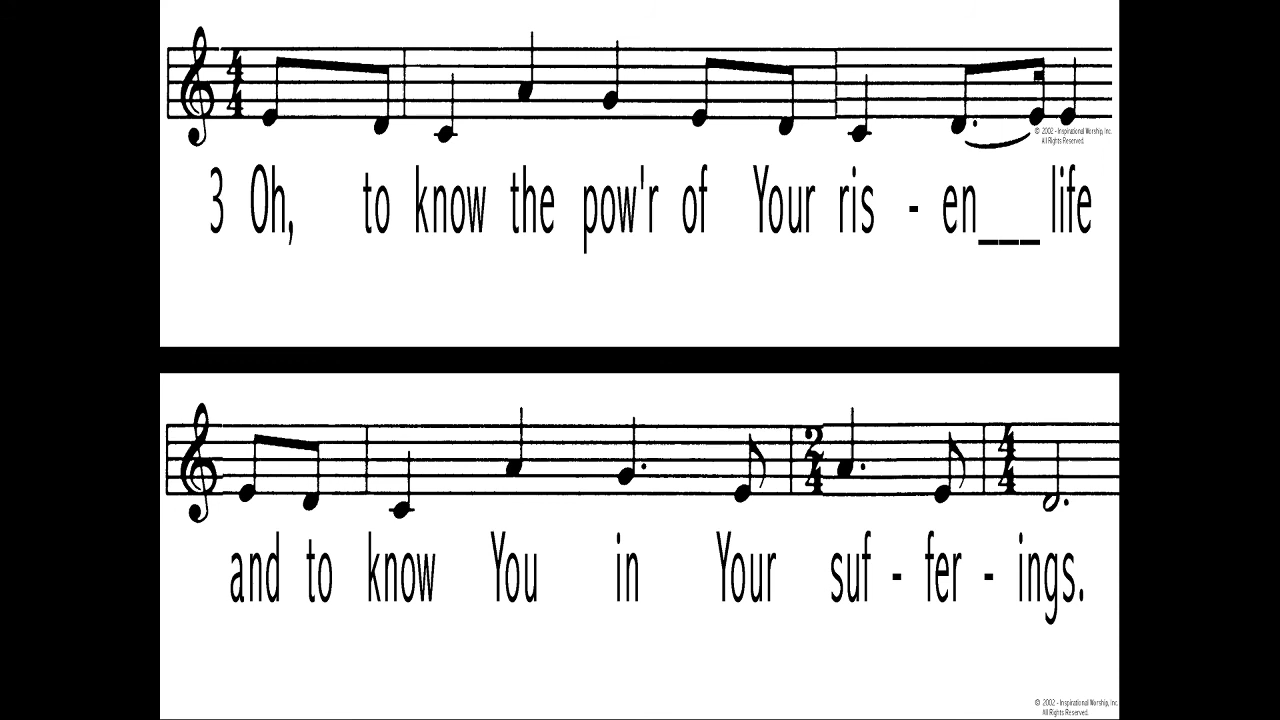 © 2002 - Inspirational Worship, Inc.
All Rights Reserved.
3 Oh, to know the pow'r of Your ris - en___ life
and to know You in Your suf - fer - ings.
© 2002 - Inspirational Worship, Inc.
All Rights Reserved.